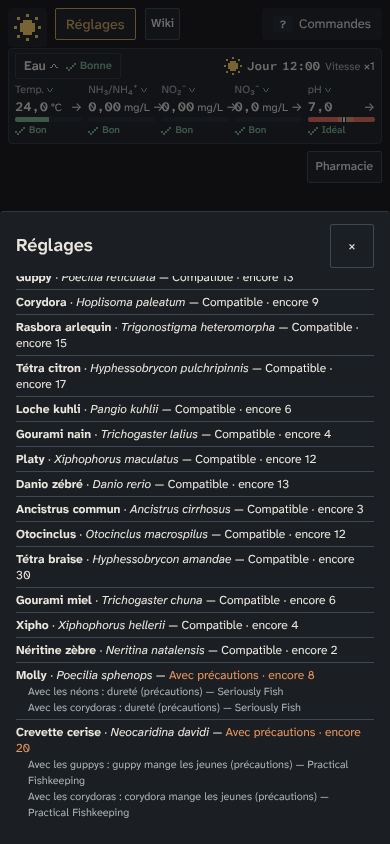 Réglages
Wiki
? Commandes
Eau Bonne
Jour 12:00 Vitesse ×1
Temp. NH₃/NH₄⁺ NO₂⁻ NO₃⁻ pH
24,0 °C → 0,00 mg/L → 0,00 mg/L → 0,0 mg/L → 7,0 →
Bon Bon Bon Bon Idéal
Pharmacie
Réglages
×
Guppy · Poecilia reticulata — Compatible · encore 13
Corydora · Hoplisoma paleatum — Compatible · encore 9
Rasbora arlequin · Trigonostigma heteromorpha — Compatible ·
encore 15
Tétra citron · Hyphessobrycon pulchripinnis — Compatible ·
encore 17
Loche kuhli · Pangio kuhlii — Compatible · encore 6
Gourami nain · Trichogaster lalius — Compatible · encore 4
Platy · Xiphophorus maculatus — Compatible · encore 12
Danio zébré · Danio rerio — Compatible · encore 13
Ancistrus commun · Ancistrus cirrhosus — Compatible · encore 3
Otocinclus · Otocinclus macrospilus — Compatible · encore 12
Tétra braise · Hyphessobrycon amandae — Compatible · encore
30
Gourami miel · Trichogaster chuna — Compatible · encore 6
Xipho · Xiphophorus hellerii — Compatible · encore 4
Néritine zèbre · Neritina natalensis — Compatible · encore 2
Molly · Poecilia sphenops — Avec précautions · encore 8
Avec les néons : dureté (précautions) — Seriously Fish
Avec les corydoras : dureté (précautions) — Seriously Fish
Crevette cerise · Neocaridina davidi — Avec précautions · encore
20
Avec les guppys : guppy mange les jeunes (précautions) — Practical
Fishkeeping
Avec les corydoras : corydora mange les jeunes (précautions) —
Practical Fishkeeping